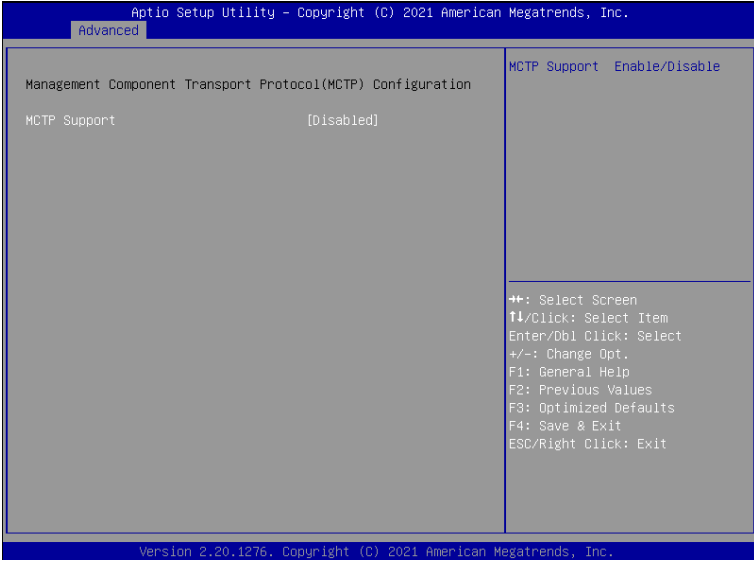 Aptio Setup Utility – Copyright (C) 2021 American Megatrends, Inc.
Advanced
Management Component Transport Protocol(MCTP) Configuration
MCTP Support [Disabled]
MCTP Support  Enable/Disable
→←: Select Screen
↑↓/Click: Select Item
Enter/Dbl Click: Select
+/-: Change Opt.
F1: General Help
F2: Previous Values
F3: Optimized Defaults
F4: Save & Exit
ESC/Right Click: Exit
Version 2.20.1276. Copyright (C) 2021 American Megatrends, Inc.